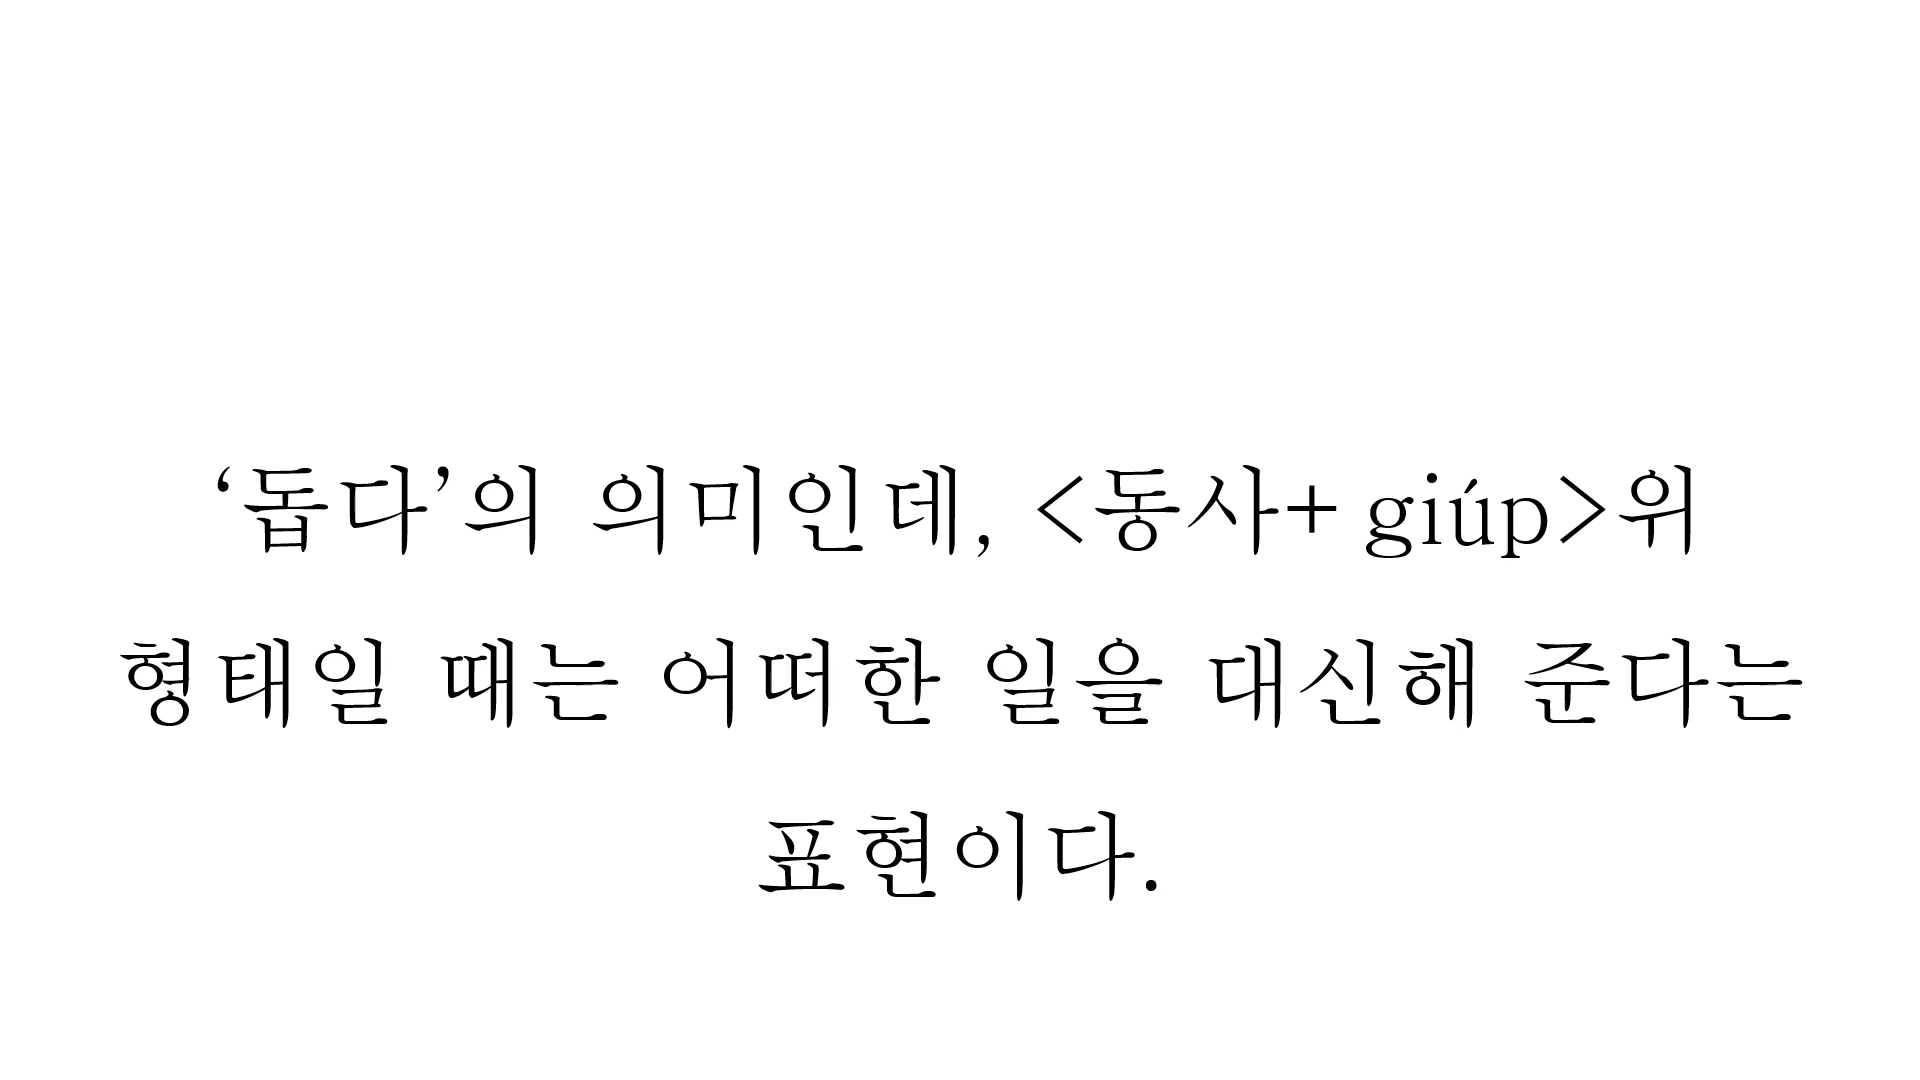 ‘돕다’의 의미인데, <동사+ giúp>위
형태일 때는 어떠한 일을 대신해 준다는
표현이다.